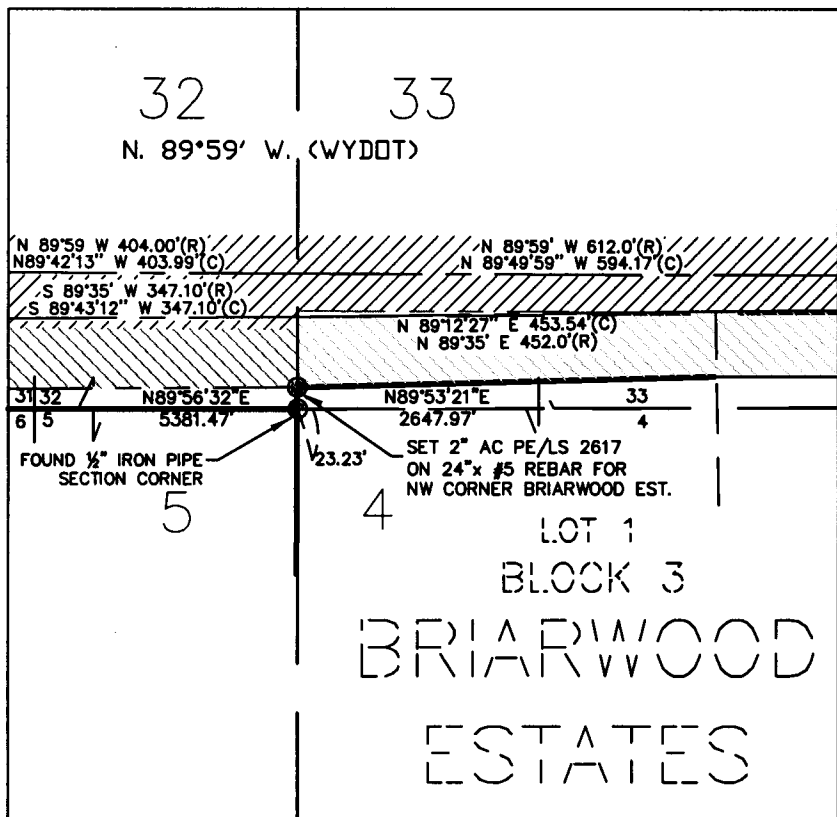 32 33
N. 89°59' W. (WYDOT)
N 89°59 W 404.00'(R)
N89°42'13" W 403.99'(C)
N 89°59' W 612.0'(R)
N 89°49'59" W 594.17'(C)
S 89°35' W 347.10'(R)
S 89°43'12" W 347.10'(C)
N 89°12'27" E 453.54'(C)
N 89°35' E 452.0'(R)
31 32
6 5
N89°56'32"E
5381.47'
N89°53'21"E
2647.97'
33
4
FOUND ½" IRON PIPE
SECTION CORNER
23.23'
SET 2" AC PE/LS 2617
ON 24"x #5 REBAR FOR
NW CORNER BRIARWOOD EST.
5 4
LOT 1
BLOCK 3
BRIARWOOD
ESTATES